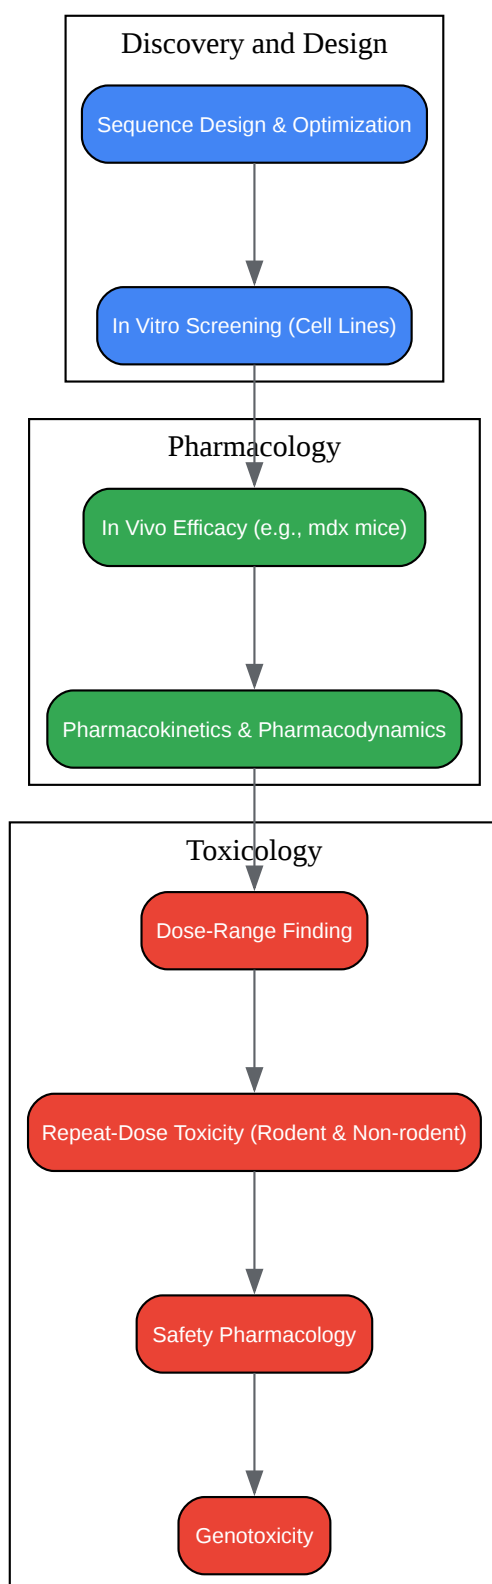 Discovery and Design
Sequence Design & Optimization
In Vitro Screening (Cell Lines)
Pharmacology
In Vivo Efficacy (e.g., mdx mice)
Pharmacokinetics & Pharmacodynamics
Toxicology
Dose-Range Finding
Repeat-Dose Toxicity (Rodent & Non-rodent)
Safety Pharmacology
Genotoxicity